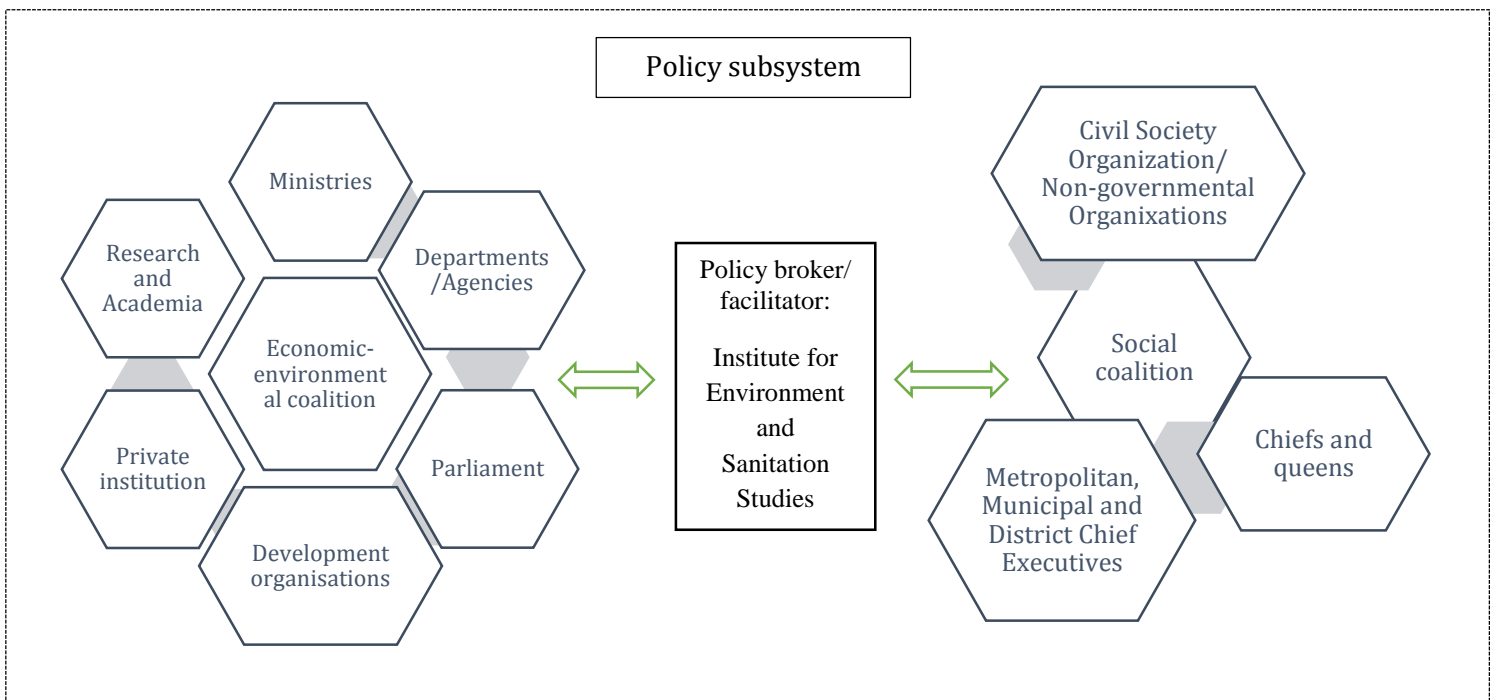 Policy subsystem
Ministries
Research
and
Academia
Departments
/Agencies
Economic-
environment
al coalition
Private
institution
Parliament
Development
organisations
Policy broker/
facilitator:
Institute for
Environment
and
Sanitation
Studies
Civil Society
Organization/
Non-governmental
Organixations
Social
coalition
Chiefs and
queens
Metropolitan,
Municipal and
District Chief
Executives